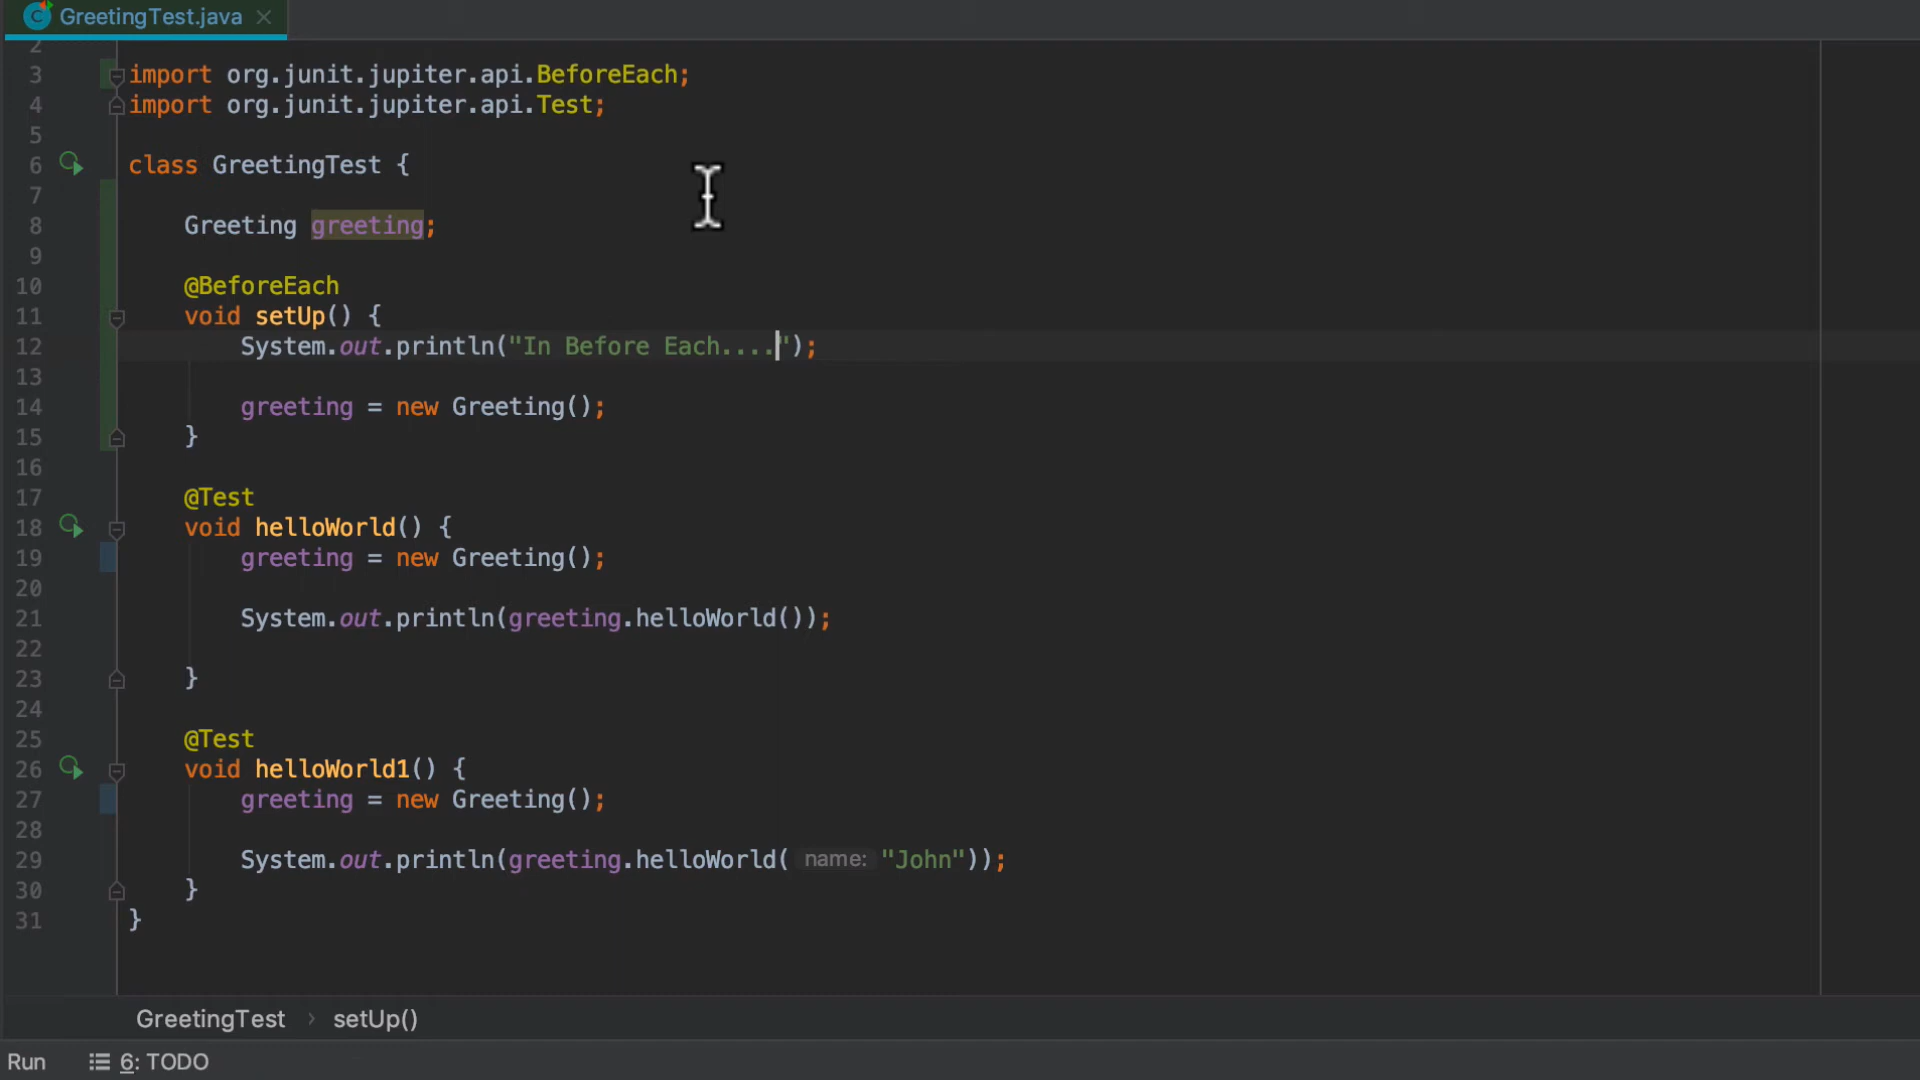 GreetingTest.java
2
3 import org.junit.jupiter.api.BeforeEach;
4 import org.junit.jupiter.api.Test;
5
6 class GreetingTest {
7
8 Greeting greeting;
9
10 @BeforeEach
11 void setUp() {
12 System.out.println("In Before Each....");
13
14 greeting = new Greeting();
15 }
16
17 @Test
18 void helloWorld() {
19 greeting = new Greeting();
20
21 System.out.println(greeting.helloWorld());
22
23 }
24
25 @Test
26 void helloWorld1() {
27 greeting = new Greeting();
28
29 System.out.println(greeting.helloWorld( name: "John"));
30 }
31 }
GreetingTest › setUp()
Run 6: TODO